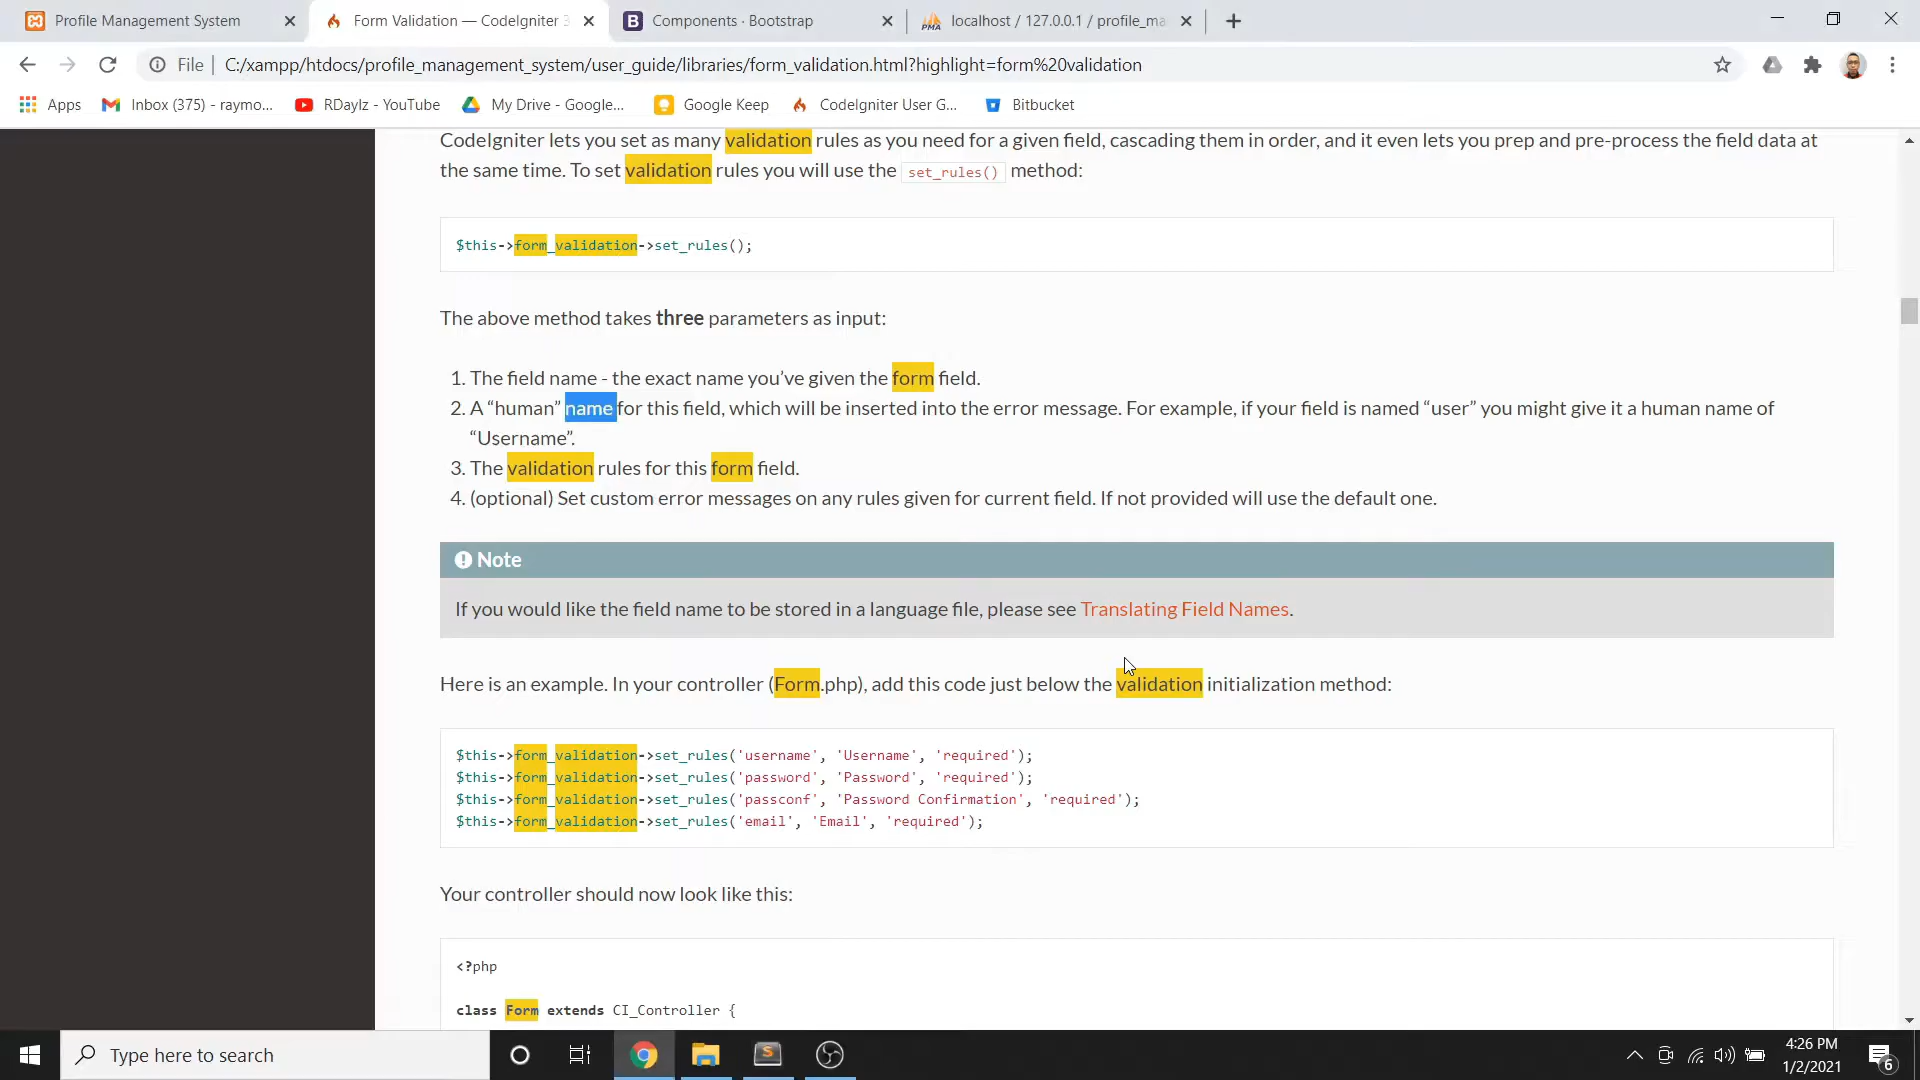 Profile Management System
Form Validation — CodeIgniter 3
Components · Bootstrap
localhost / 127.0.0.1 / profile_ma
File
C:/xampp/htdocs/profile_management_system/user_guide/libraries/form_validation.html?highlight=form%20validation
Apps
Inbox (375) - raymo...
RDaylz - YouTube
My Drive - Google...
Google Keep
CodeIgniter User G...
Bitbucket
CodeIgniter lets you set as many validation rules as you need for a given field, cascading them in order, and it even lets you prep and pre-process the field data at
the same time. To set validation rules you will use the set_rules() method:
$this->form_validation->set_rules();
The above method takes three parameters as input:
1. The field name - the exact name you’ve given the form field.
2. A “human” name for this field, which will be inserted into the error message. For example, if your field is named “user” you might give it a human name of
“Username”.
3. The validation rules for this form field.
4. (optional) Set custom error messages on any rules given for current field. If not provided will use the default one.
Note
If you would like the field name to be stored in a language file, please see Translating Field Names.
Here is an example. In your controller (Form.php), add this code just below the validation initialization method:
$this->form_validation->set_rules('username', 'Username', 'required');
$this->form_validation->set_rules('password', 'Password', 'required');
$this->form_validation->set_rules('passconf', 'Password Confirmation', 'required');
$this->form_validation->set_rules('email', 'Email', 'required');
Your controller should now look like this:
<?php
class Form extends CI_Controller {
Type here to search
4:26 PM
1/2/2021
6